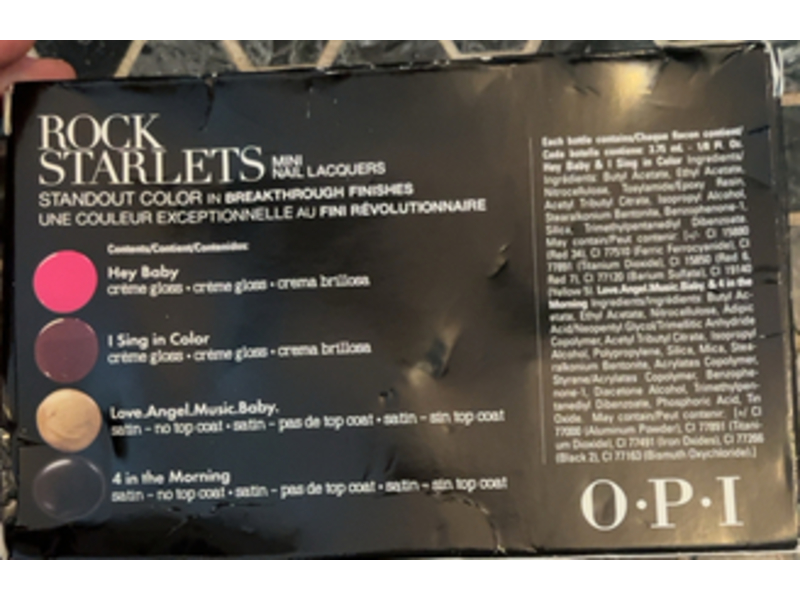 ROCK
STARLETS MINI
NAIL LACQUERS
STANDOUT COLOR IN BREAKTHROUGH FINISHES
UNE COULEUR EXCEPTIONNELLE AU FINI RÉVOLUTIONNAIRE
Contents/Contient/Contenidos:
Hey Baby
crème gloss • crème gloss • crema brillosa
I Sing in Color
crème gloss • crème gloss • crema brillosa
Love.Angel.Music.Baby.
satin – no top coat • satin – pas de top coat • satin – sin top coat
4 in the Morning
satin – no top coat • satin – pas de top coat • satin – sin top coat
Each bottle contains/Chaque flacon contient/
Cada botella contiene: 3.75 mL - 1/8 Fl. Oz.
Hey Baby & I Sing in Color Ingredients/
Ingrédients: Butyl Acetate, Ethyl Acetate,
Nitrocellulose, Tosylamide/Epoxy Resin,
Acetyl Tributyl Citrate, Isopropyl Alcohol,
Stearalkonium Bentonite, Benzophenone-1,
Silica, Trimethylpentanediyl Dibenzoate.
May contain/Peut contenir: [+/- CI 15880
(Red 34), CI 77510 (Ferric Ferrocyanide), CI
77891 (Titanium Dioxide), CI 15850 (Red 6,
Red 7), CI 77120 (Barium Sulfate), CI 19140
(Yellow 5). Love.Angel.Music.Baby & 4 in the
Morning Ingredients/Ingrédients: Butyl Ac-
etate, Ethyl Acetate, Nitrocellulose, Adipic
Acid/Neopentyl Glycol/Trimellitic Anhydride
Copolymer, Acetyl Tributyl Citrate, Isopropyl
Alcohol, Polypropylene, Silica, Mica, Stea-
ralkonium Bentonite, Acrylates Copolymer,
Styrene/Acrylates Copolymer, Benzophe-
none-1, Diacetone Alcohol, Trimethylpen-
tanediyl Dibenzoate, Phosphoric Acid, Tin
Oxide. May contain/Peut contenir: [+/ CI
77000 (Aluminum Powder), CI 77891 (Titani-
um Dioxide), CI 77491 (Iron Oxides), CI 77266
(Black 2), CI 77163 (Bismuth Oxychloride).]
O·P·I